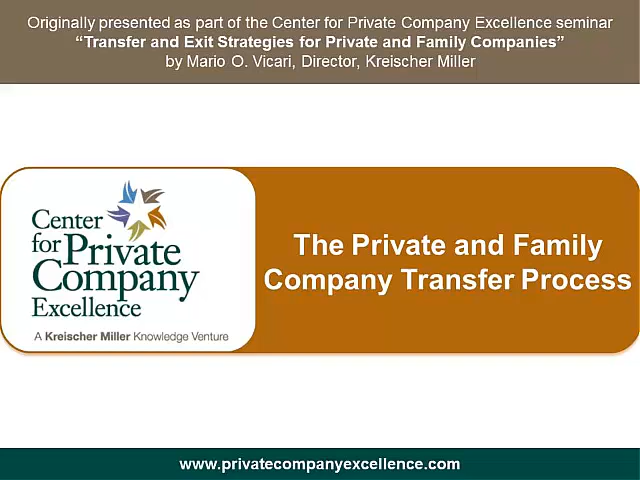 Originally presented as part of the Center for Private Company Excellence seminar
“Transfer and Exit Strategies for Private and Family Companies”
by Mario O. Vicari, Director, Kreischer Miller
Center
for Private
Company
Excellence
A Kreischer Miller Knowledge Venture
The Private and Family
Company Transfer Process
www.privatecompanyexcellence.com